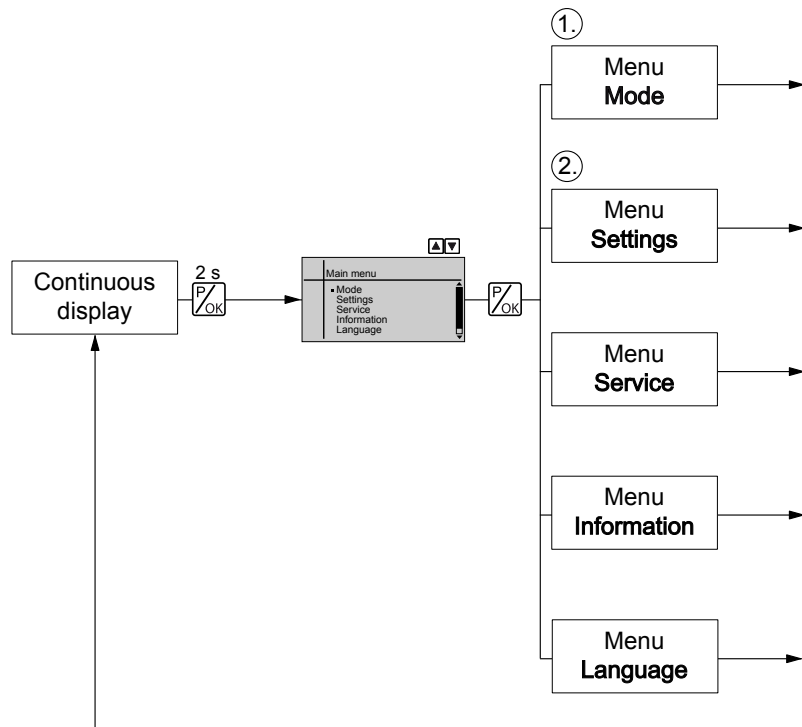 1.
Menu
Mode
2.
Menu
Settings
Continuous
display
2 s
P/OK
Main menu
Mode
Settings
Service
Information
Language
P/OK
Menu
Service
Menu
Information
Menu
Language